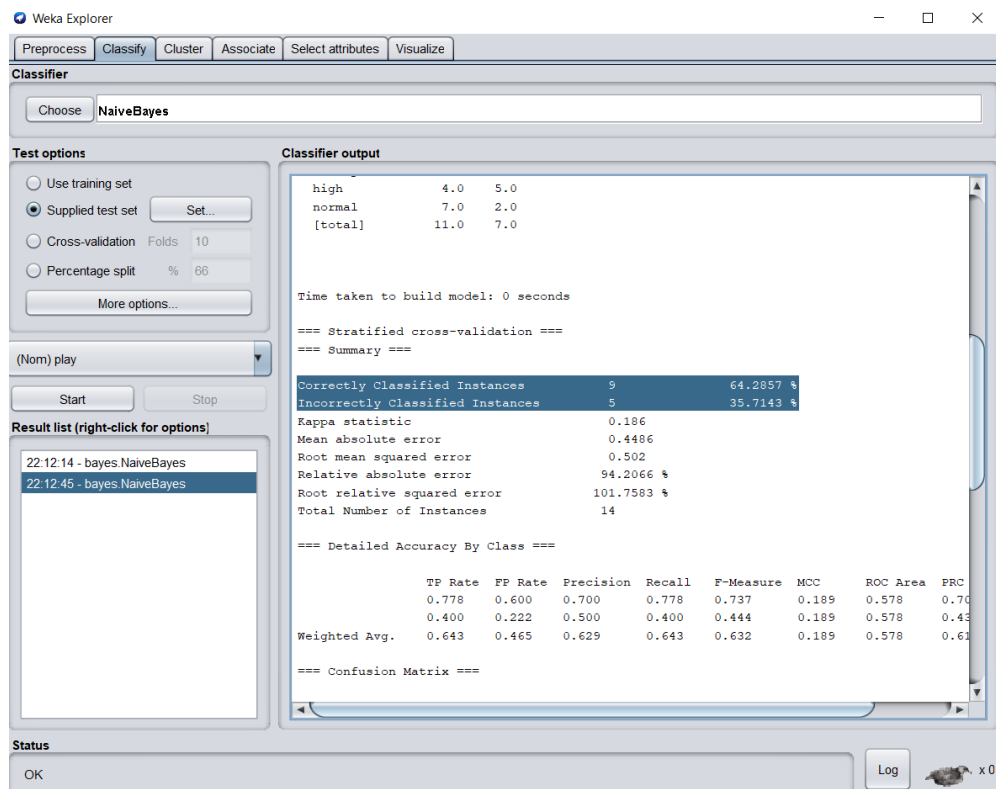 Weka Explorer
Preprocess Classify Cluster Associate Select attributes Visualize
Classifier
Choose NaiveBayes
Test options
Use training set
Supplied test set Set...
Cross-validation Folds 10
Percentage split % 66
More options...
(Nom) play
Start Stop
Result list (right-click for options)
22:12:14 - bayes.NaiveBayes
22:12:45 - bayes.NaiveBayes
Classifier output
high 4.0 5.0
normal 7.0 2.0
[total] 11.0 7.0
Time taken to build model: 0 seconds
=== Stratified cross-validation ===
=== Summary ===
Correctly Classified Instances 9 64.2857 %
Incorrectly Classified Instances 5 35.7143 %
Kappa statistic 0.186
Mean absolute error 0.4486
Root mean squared error 0.502
Relative absolute error 94.2066 %
Root relative squared error 101.7583 %
Total Number of Instances 14
=== Detailed Accuracy By Class ===
TP Rate FP Rate Precision Recall F-Measure MCC ROC Area PRC
0.778 0.600 0.700 0.778 0.737 0.189 0.578 0.70
0.400 0.222 0.500 0.400 0.444 0.189 0.578 0.43
Weighted Avg. 0.643 0.465 0.629 0.643 0.632 0.189 0.578 0.61
=== Confusion Matrix ===
Status
OK
Log
x 0